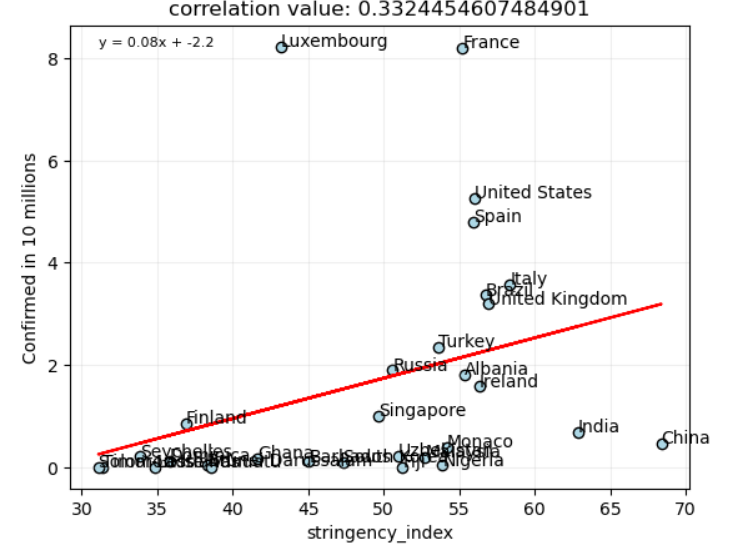 correlation value: 0.3324454607484901
y = 0.08x + -2.2
Luxembourg
France
United States
Spain
Italy
Brazil
United Kingdom
Turkey
Russia
Albania
Ireland
Finland
Singapore
India
China
Monaco
Seychelles
Ghana
Nigeria
8
6
4
2
0
30 35 40 45 50 55 60 65 70
Confirmed in 10 millions
stringency_index